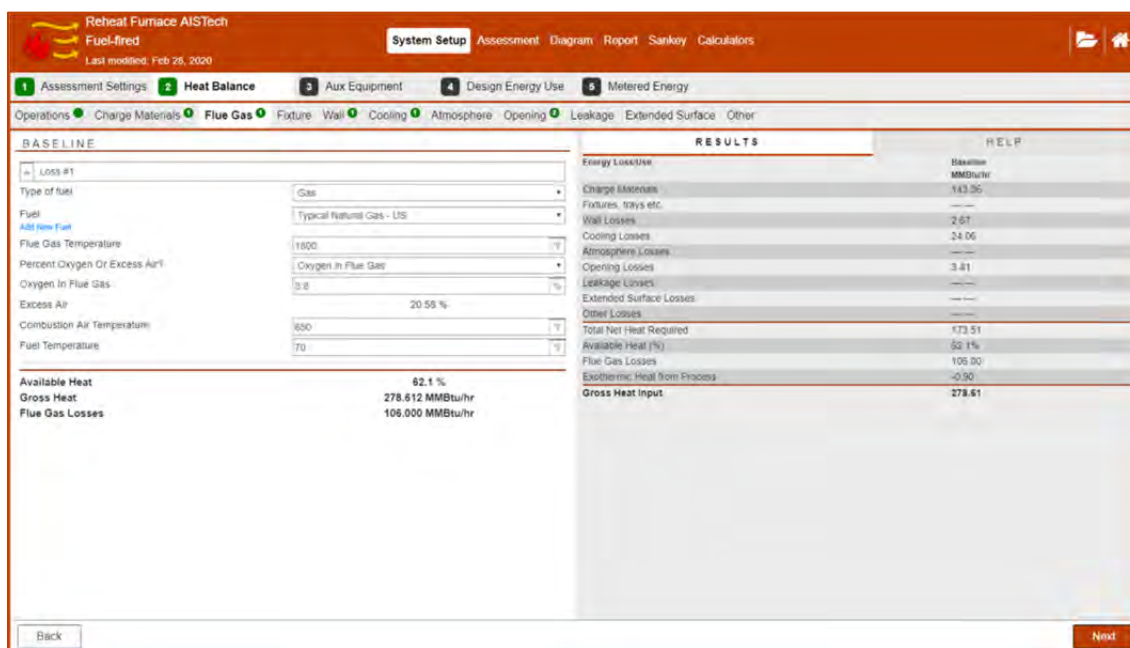 Reheat Furnace AISTech
Fuel-fired
Last modified: Feb 28, 2020
System Setup Assessment Diagram Report Sankey Calculators
1 Assessment Settings 2 Heat Balance 3 Aux Equipment 4 Design Energy Use 5 Metered Energy
Operations Charge Materials 1 Flue Gas 1 Fixture Wall 1 Cooling 1 Atmosphere Opening 2 Leakage Extended Surface Other
BASELINE
Loss #1
Type of fuel Gas
Fuel Typical Natural Gas - US
Add New Fuel
Flue Gas Temperature 1600 °F
Percent Oxygen Or Excess Air? Oxygen In Flue Gas
Oxygen In Flue Gas %
Excess Air 20.58 %
Combustion Air Temperature 650 °F
Fuel Temperature 70 °F
Available Heat 62.1 %
Gross Heat 278.612 MMBtu/hr
Flue Gas Losses 106.000 MMBtu/hr
RESULTS HELP
Energy Loss/Use Baseline
MMBtu/hr
Charge Materials 143.36
Fixtures, trays etc. — —
Wall Losses 2.67
Cooling Losses 24.06
Atmosphere Losses — —
Opening Losses 3.41
Leakage Losses — —
Extended Surface Losses — —
Other Losses — —
Total Net Heat Required 173.51
Available Heat (%) 62.1%
Flue Gas Losses 106.00
Exothermic Heat from Process -0.90
Gross Heat Input 278.61
Back
Next